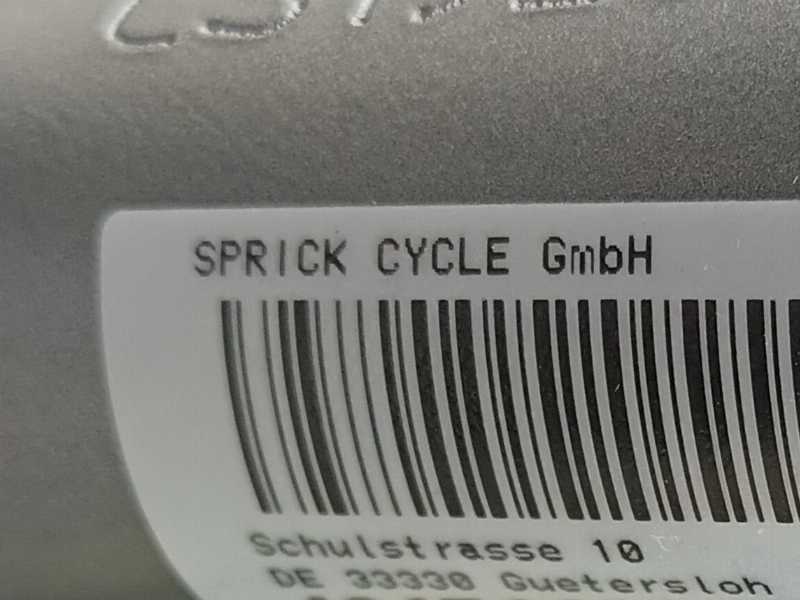 SPRICK CYCLE GmbH
Schulstrasse 10
DE 33330 Guetersloh